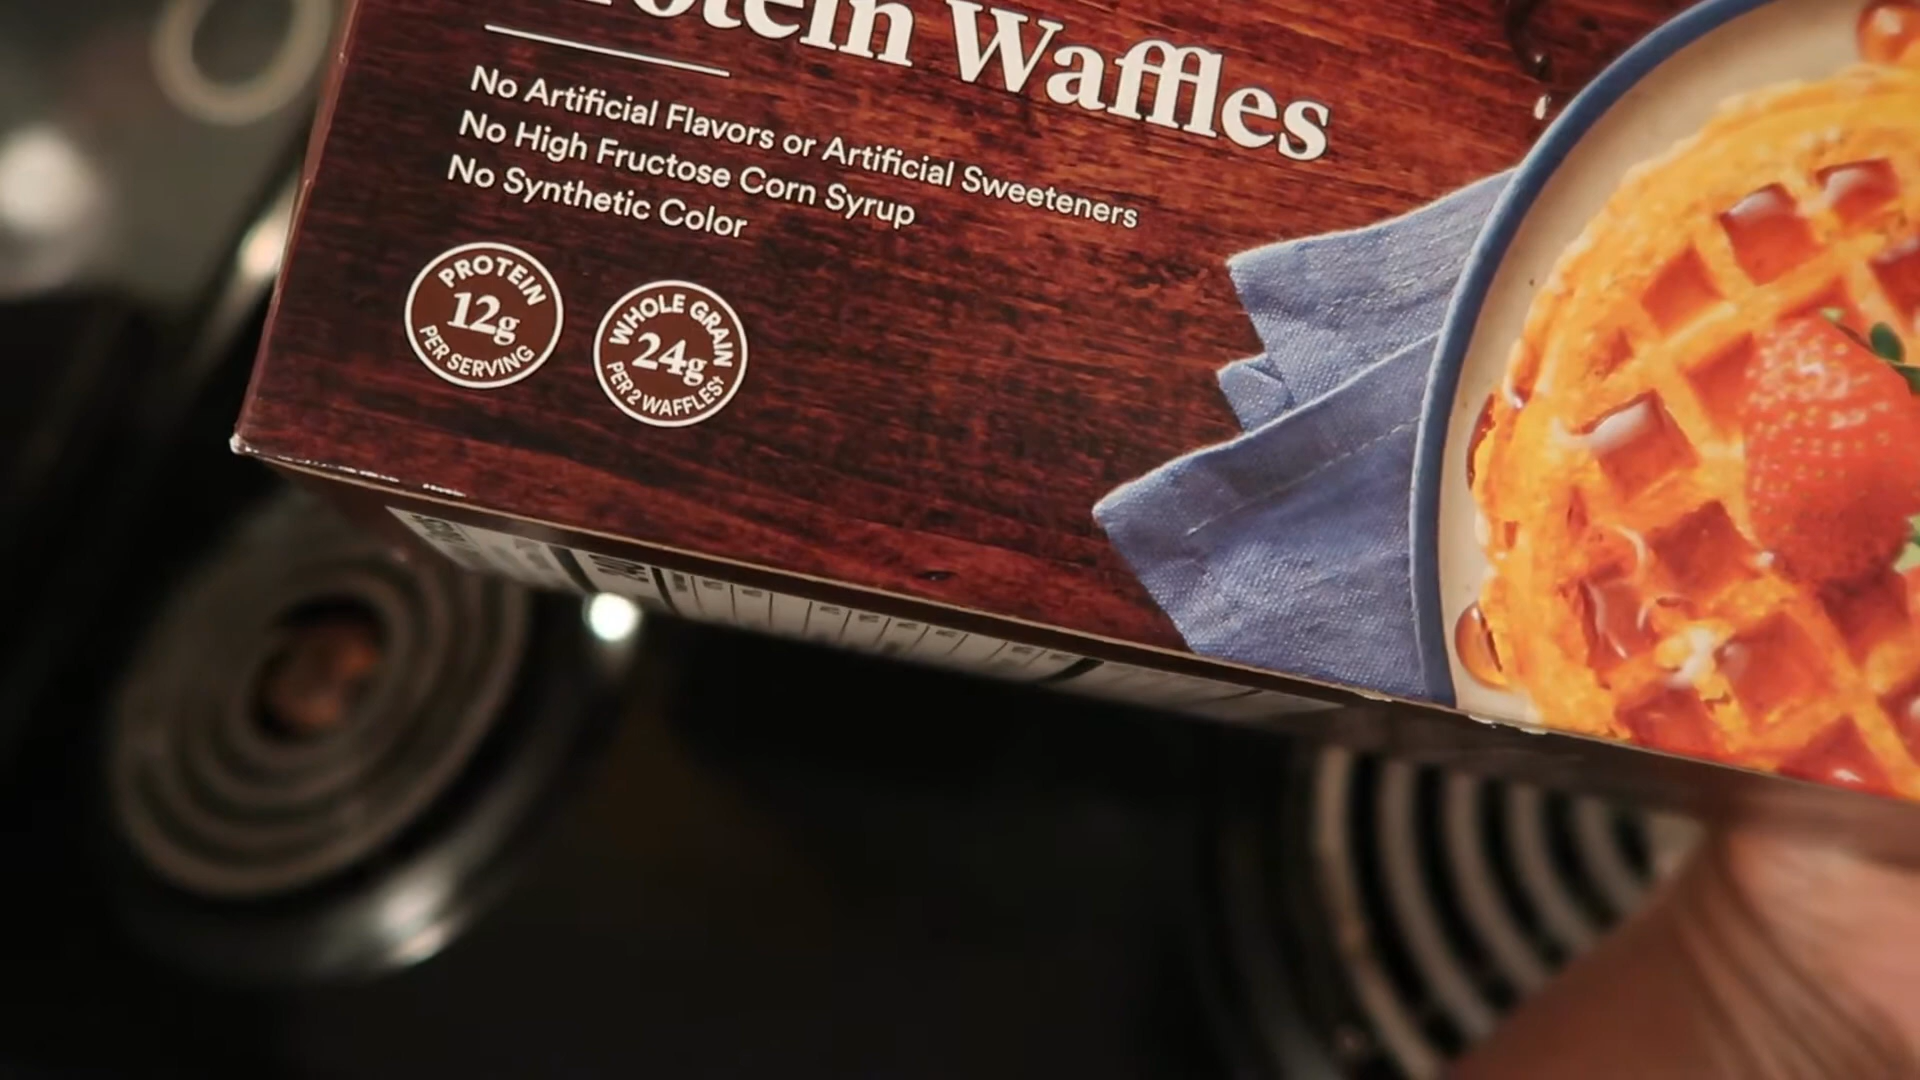 Waffles
No Artificial Flavors or Artificial Sweeteners
No High Fructose Corn Syrup
No Synthetic Color
PROTEIN
12g
PER SERVING
WHOLE GRAIN
24g
PER 2 WAFFLES†